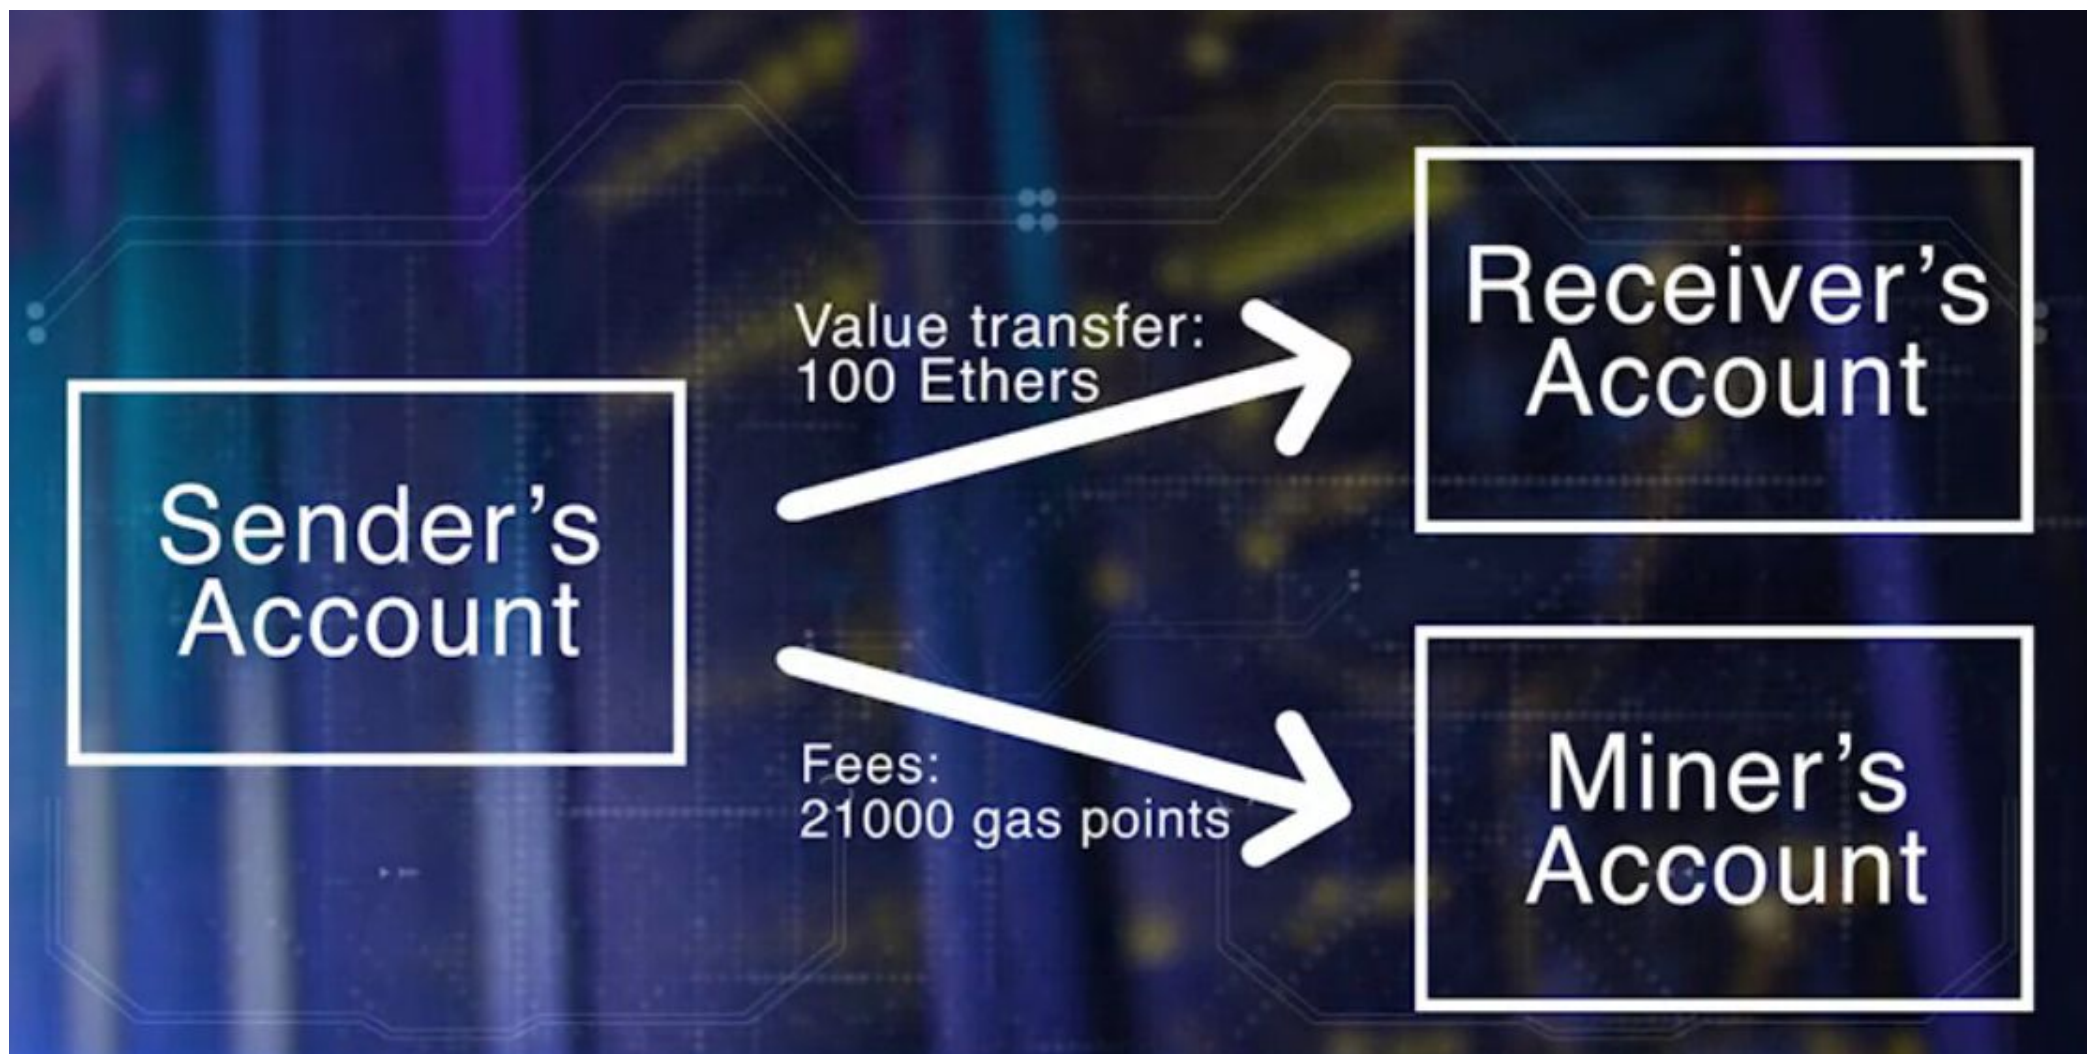 Sender’s
Account
Value transfer:
100 Ethers
Receiver’s
Account
Fees:
21000 gas points
Miner’s
Account